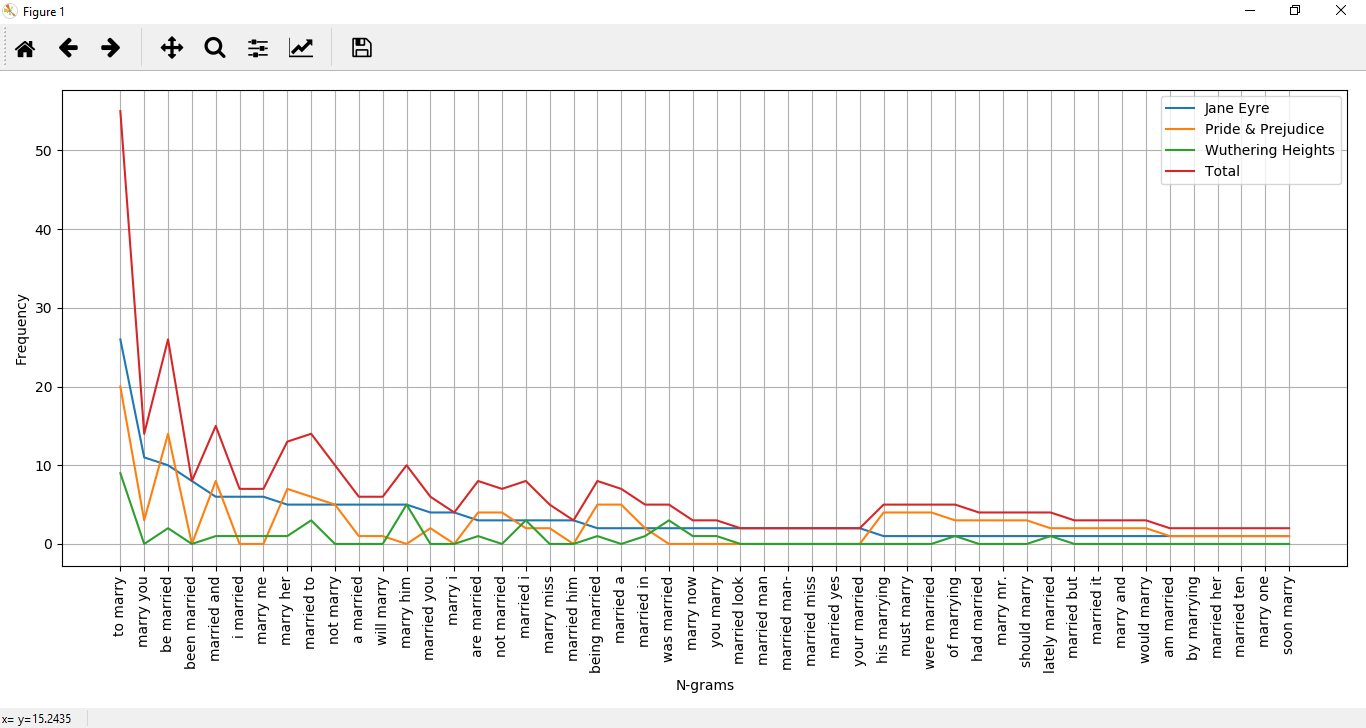 Figure 1
Jane Eyre
Pride & Prejudice
Wuthering Heights
Total
Frequency
50
40
30
20
10
0
to marry
marry you
be married
been married
married and
i married
marry me
marry her
married to
not marry
a married
will marry
marry him
married you
marry i
are married
not married
married i
marry miss
married him
being married
married a
married in
was married
marry now
you marry
married look
married man
married man-
married miss
married yes
your married
his marrying
must marry
were married
of marrying
had married
marry mr.
should marry
lately married
married but
married it
marry and
would marry
am married
by marrying
married her
married ten
marry one
soon marry
N-grams
x= y=15.2435